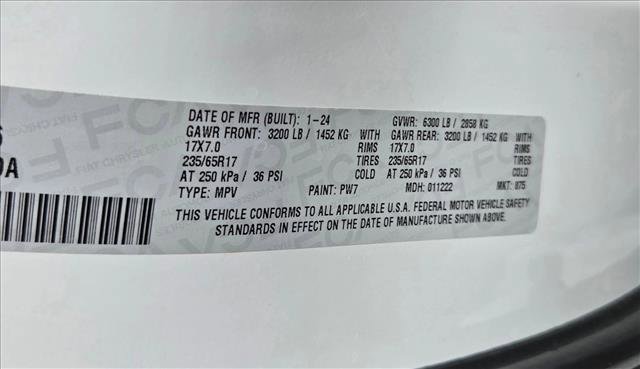 DATE OF MFR (BUILT): 1-24 GVWR: 6300 LB / 2858 KG
GAWR FRONT: 3200 LB / 1452 KG WITH GAWR REAR: 3200 LB / 1452 KG WITH
17X7.0 RIMS 17X7.0 RIMS
235/65R17 TIRES 235/65R17 TIRES
AT 250 kPa / 36 PSI COLD AT 250 kPa / 36 PSI COLD
TYPE: MPV PAINT: PW7 MDH: 011222 MKT: 875
THIS VEHICLE CONFORMS TO ALL APPLICABLE U.S.A. FEDERAL MOTOR VEHICLE SAFETY
STANDARDS IN EFFECT ON THE DATE OF MANUFACTURE SHOWN ABOVE.